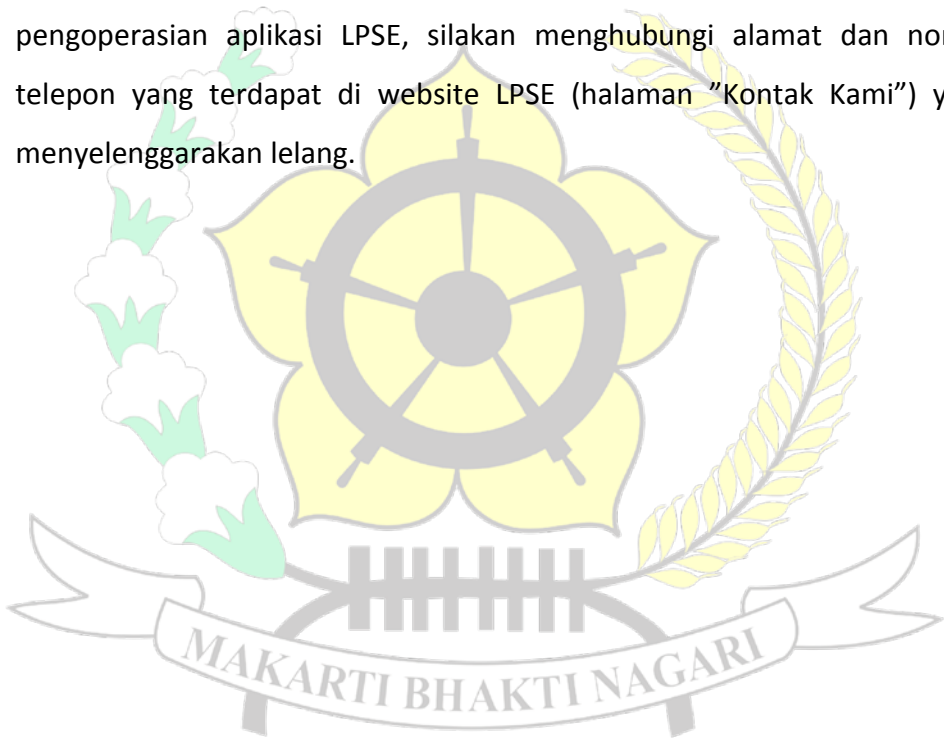 pengoperasian aplikasi LPSE, silakan menghubungi alamat dan
telepon yang terdapat di website LPSE (halaman ”Kontak Kami”)
menyelenggarakan lelang.
MAKARTI BHAKTI NAGARI